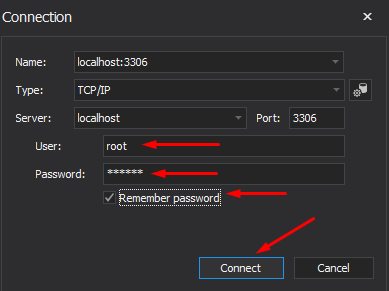 Connection
Name: localhost:3306
Type: TCP/IP
Server: localhost Port: 3306
User: root
Password: ******
Remember password
Connect Cancel